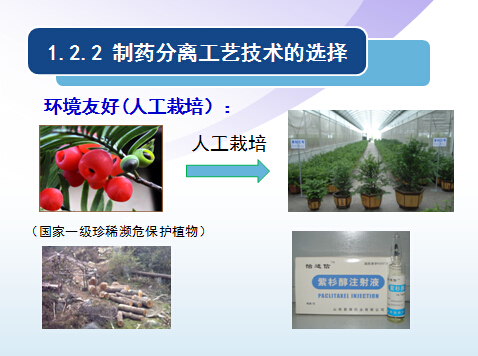 1.2.2 制药分离工艺技术的选择
环境友好(人工栽培）：
人工栽培
（国家一级珍稀濒危保护植物）
紫杉醇注射液
PACLITAXEL INJECTION